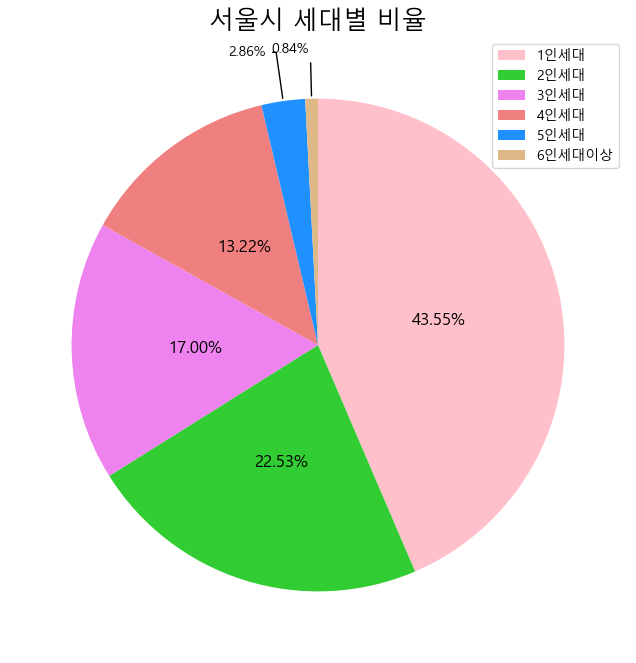 서울시 세대별 비율
2.86%
0.84%
1인세대
2인세대
3인세대
4인세대
5인세대
6인세대이상
13.22%
43.55%
17.00%
22.53%